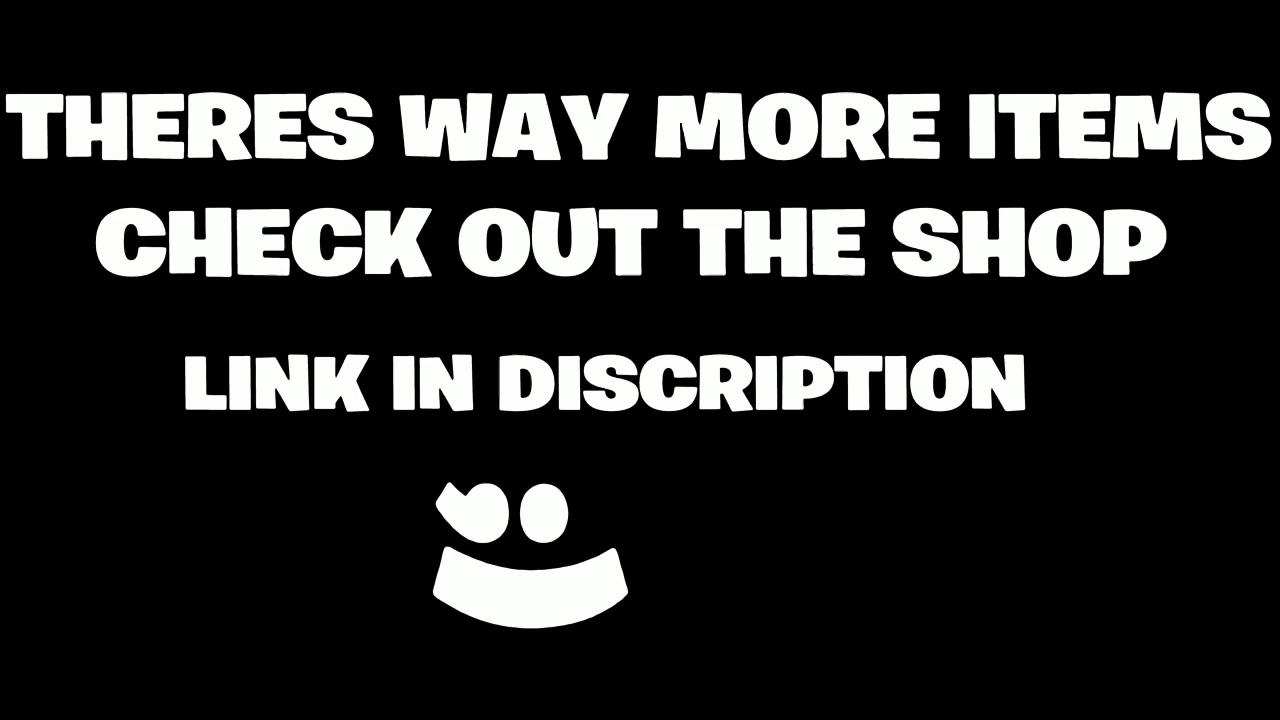 THERES WAY MORE ITEMS
CHECK OUT THE SHOP
LINK IN DISCRIPTION